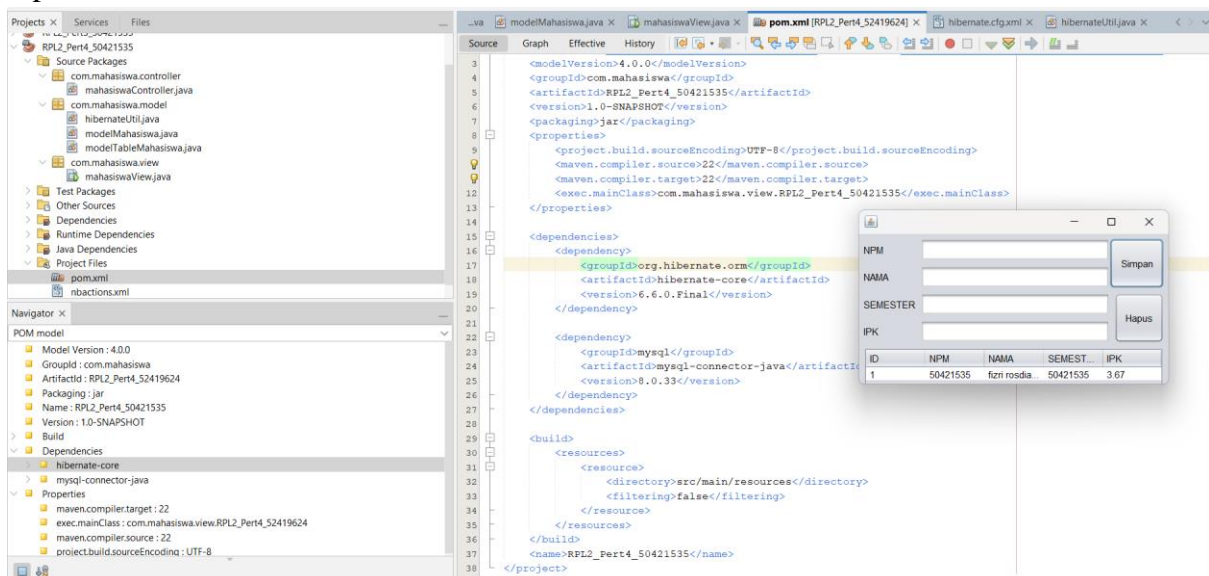 Projects × Services Files
RPL2_Pert4_50421535
Source Packages
com.mahasiswa.controller
mahasiswaController.java
com.mahasiswa.model
hibernateUtil.java
modelMahasiswa.java
modelTableMahasiswa.java
com.mahasiswa.view
mahasiswaView.java
Test Packages
Other Sources
Dependencies
Runtime Dependencies
Java Dependencies
Project Files
pom.xml
nbactions.xml
Navigator ×
POM model
Model Version : 4.0.0
GroupId : com.mahasiswa
ArtifactId : RPL2_Pert4_52419624
Packaging : jar
Name : RPL2_Pert4_50421535
Version : 1.0-SNAPSHOT
Build
Dependencies
hibernate-core
mysql-connector-java
Properties
maven.compiler.target : 22
exec.mainClass : com.mahasiswa.view.RPL2_Pert4_52419624
maven.compiler.source : 22
project.build.sourceEncoding : UTF-8
...va modelMahasiswa.java × mahasiswaView.java × pom.xml [RPL2_Pert4_52419624] × hibernate.cfg.xml × hibernateUtil.java ×
Source Graph Effective History
3 <modelVersion>4.0.0</modelVersion>
4 <groupId>com.mahasiswa</groupId>
5 <artifactId>RPL2_Pert4_50421535</artifactId>
6 <version>1.0-SNAPSHOT</version>
7 <packaging>jar</packaging>
8 <properties>
9 <project.build.sourceEncoding>UTF-8</project.build.sourceEncoding>
<maven.compiler.source>22</maven.compiler.source>
<maven.compiler.target>22</maven.compiler.target>
12 <exec.mainClass>com.mahasiswa.view.RPL2_Pert4_50421535</exec.mainClass>
13 </properties>
14
15 <dependencies>
16 <dependency>
17 <groupId>org.hibernate.orm</groupId>
18 <artifactId>hibernate-core</artifactId>
19 <version>6.6.0.Final</version>
20 </dependency>
21
22 <dependency>
23 <groupId>mysql</groupId>
24 <artifactId>mysql-connector-java</artifactId
25 <version>8.0.33</version>
26 </dependency>
27 </dependencies>
28
29 <build>
30 <resources>
31 <resource>
32 <directory>src/main/resources</directory>
33 <filtering>false</filtering>
34 </resource>
35 </resources>
36 </build>
37 <name>RPL2_Pert4_50421535</name>
38 </project>
NPM
Simpan
NAMA
SEMESTER
Hapus
IPK
ID NPM NAMA SEMEST... IPK
1 50421535 fizri rosdia... 50421535 3.67